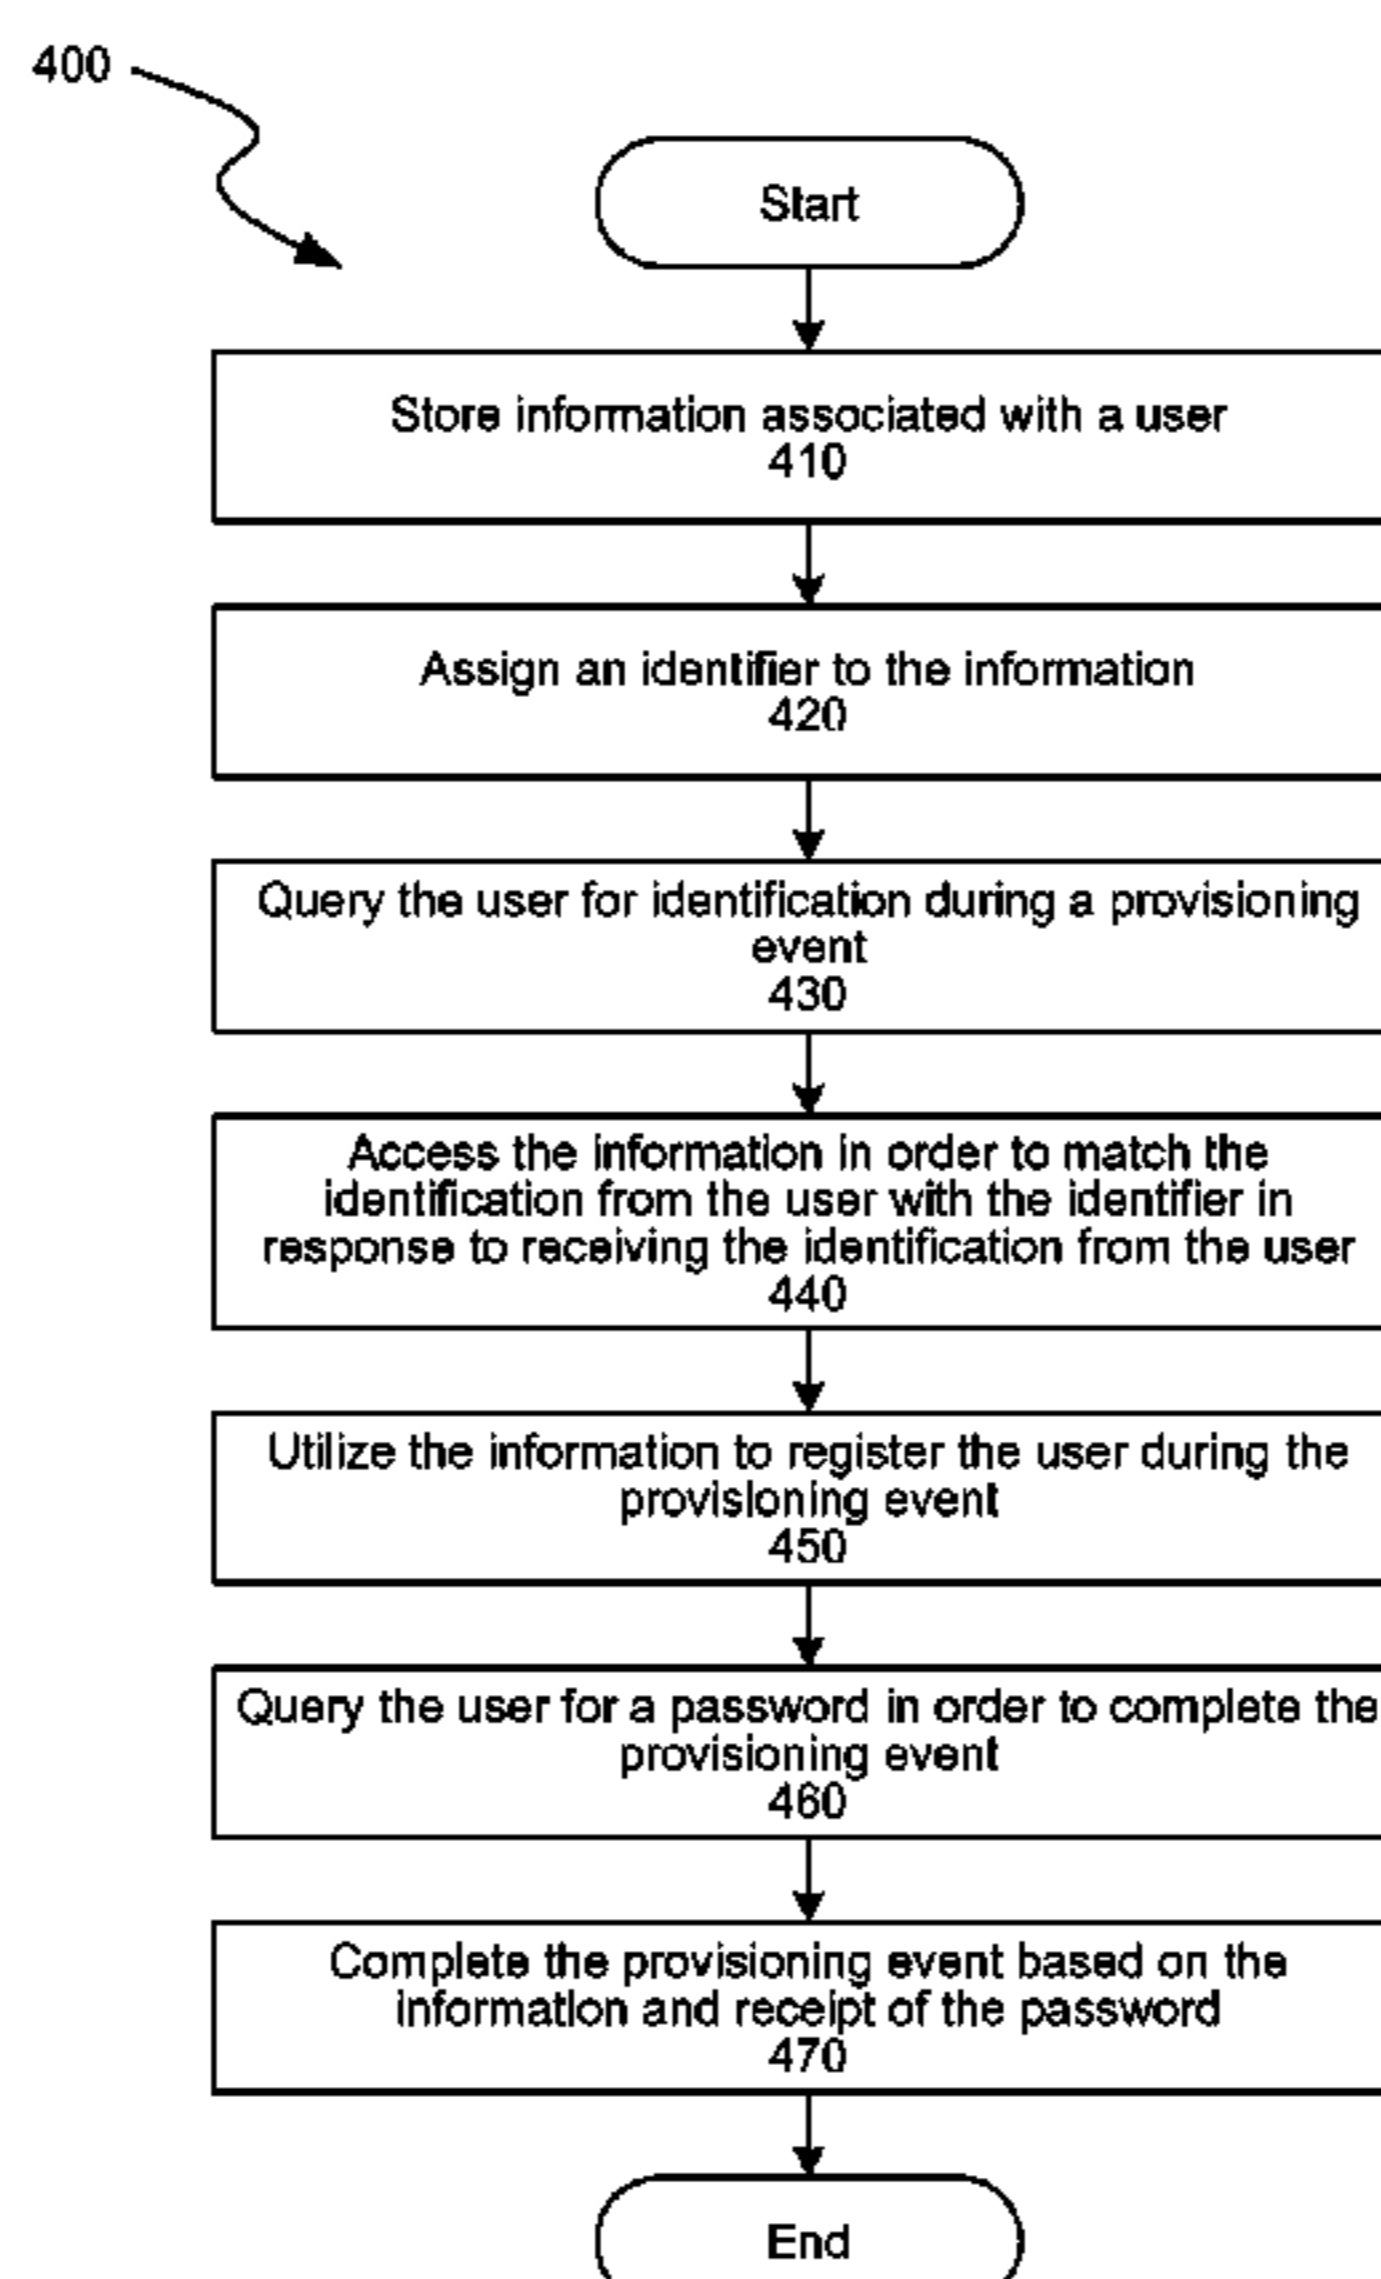 400
Start
Store information associated with a user
410
Assign an identifier to the information
420
Query the user for identification during a provisioning
event
430
Access the information in order to match the
identification from the user with the identifier in
response to receiving the identification from the user
440
Utilize the information to register the user during the
provisioning event
450
Query the user for a password in order to complete the
provisioning event
460
Complete the provisioning event based on the
information and receipt of the password
470
End